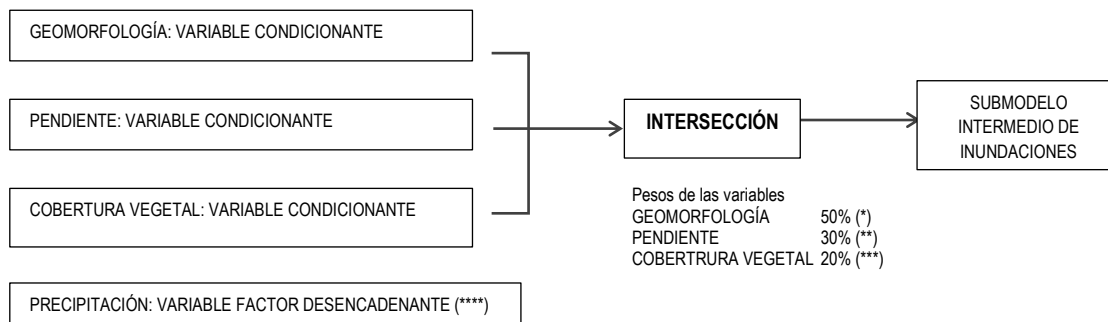 GEOMORFOLOGÍA: VARIABLE CONDICIONANTE
PENDIENTE: VARIABLE CONDICIONANTE
COBERTURA VEGETAL: VARIABLE CONDICIONANTE
PRECIPITACIÓN: VARIABLE FACTOR DESENCADENANTE (****)
INTERSECCIÓN
Pesos de las variables
GEOMORFOLOGÍA 50% (*)
PENDIENTE 30% (**)
COBERTRURA VEGETAL 20% (***)
SUBMODELO
INTERMEDIO DE
INUNDACIONES